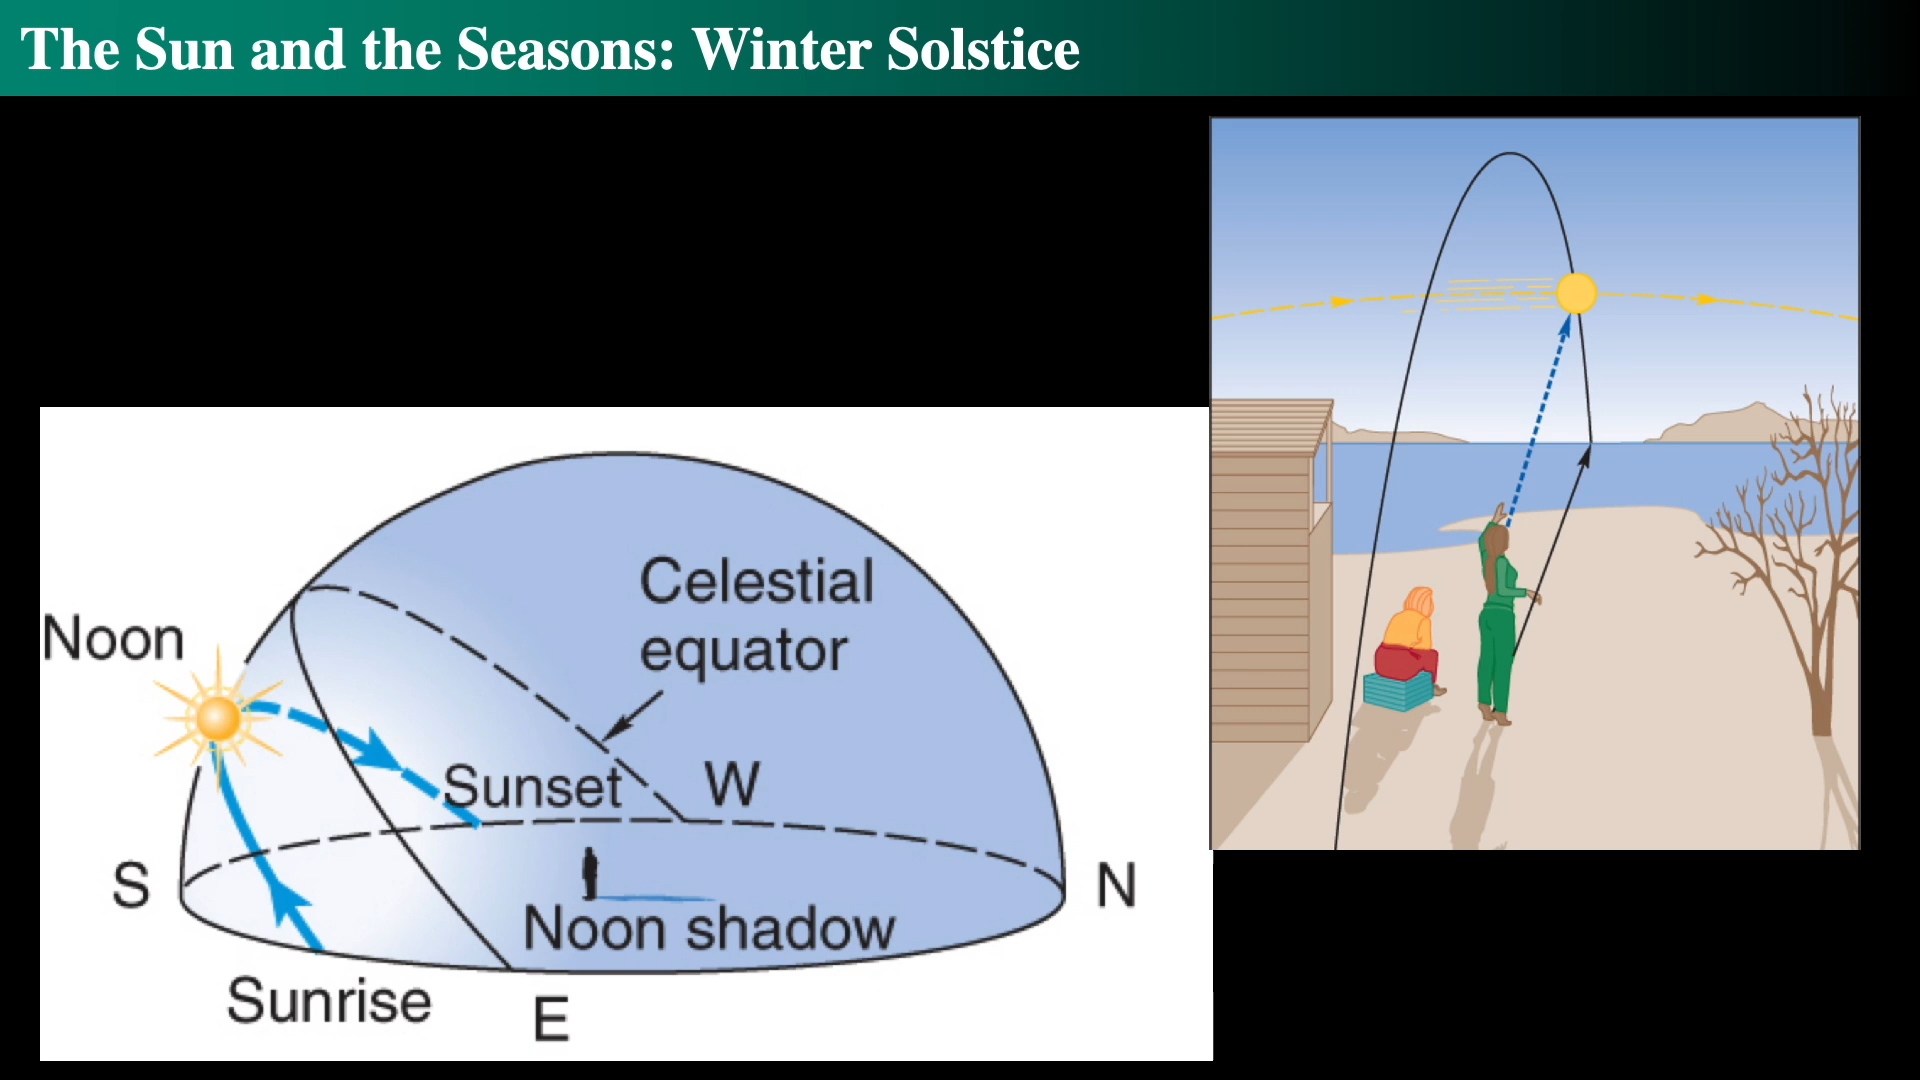 The Sun and the Seasons: Winter Solstice
Celestial
equator
Noon
Sunset
W
S
N
Noon shadow
Sunrise
E